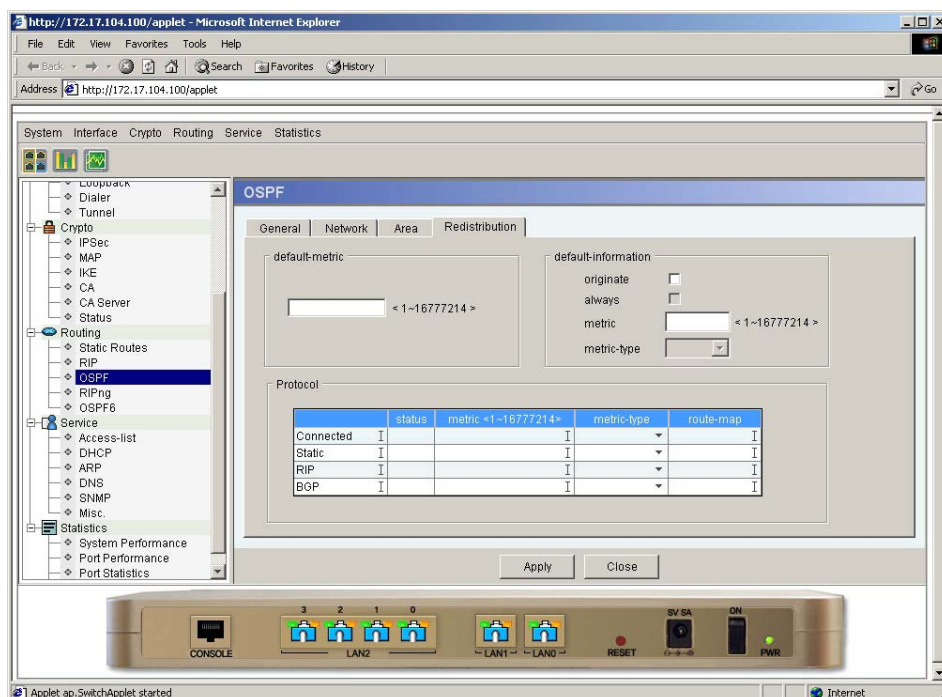 http://172.17.104.100/applet - Microsoft Internet Explorer
File Edit View Favorites Tools Help
Back Search Favorites History
Address http://172.17.104.100/applet Go
System Interface Crypto Routing Service Statistics
Loopback
Dialer
Tunnel
Crypto
IPSec
MAP
IKE
CA
CA Server
Status
Routing
Static Routes
RIP
OSPF
RIPng
OSPF6
Service
Access-list
DHCP
ARP
DNS
SNMP
Misc.
Statistics
System Performance
Port Performance
Port Statistics
OSPF
General Network Area Redistribution
default-metric
< 1~16777214 >
default-information
originate
always
metric < 1~16777214 >
metric-type
Protocol
status metric <1~16777214> metric-type route-map
Connected
Static
RIP
BGP
Apply Close
3 2 1 0
CONSOLE
LAN2
LAN1
LAN0
RESET
5V 5A
ON
PWR
Applet ap.SwitchApplet started
Internet